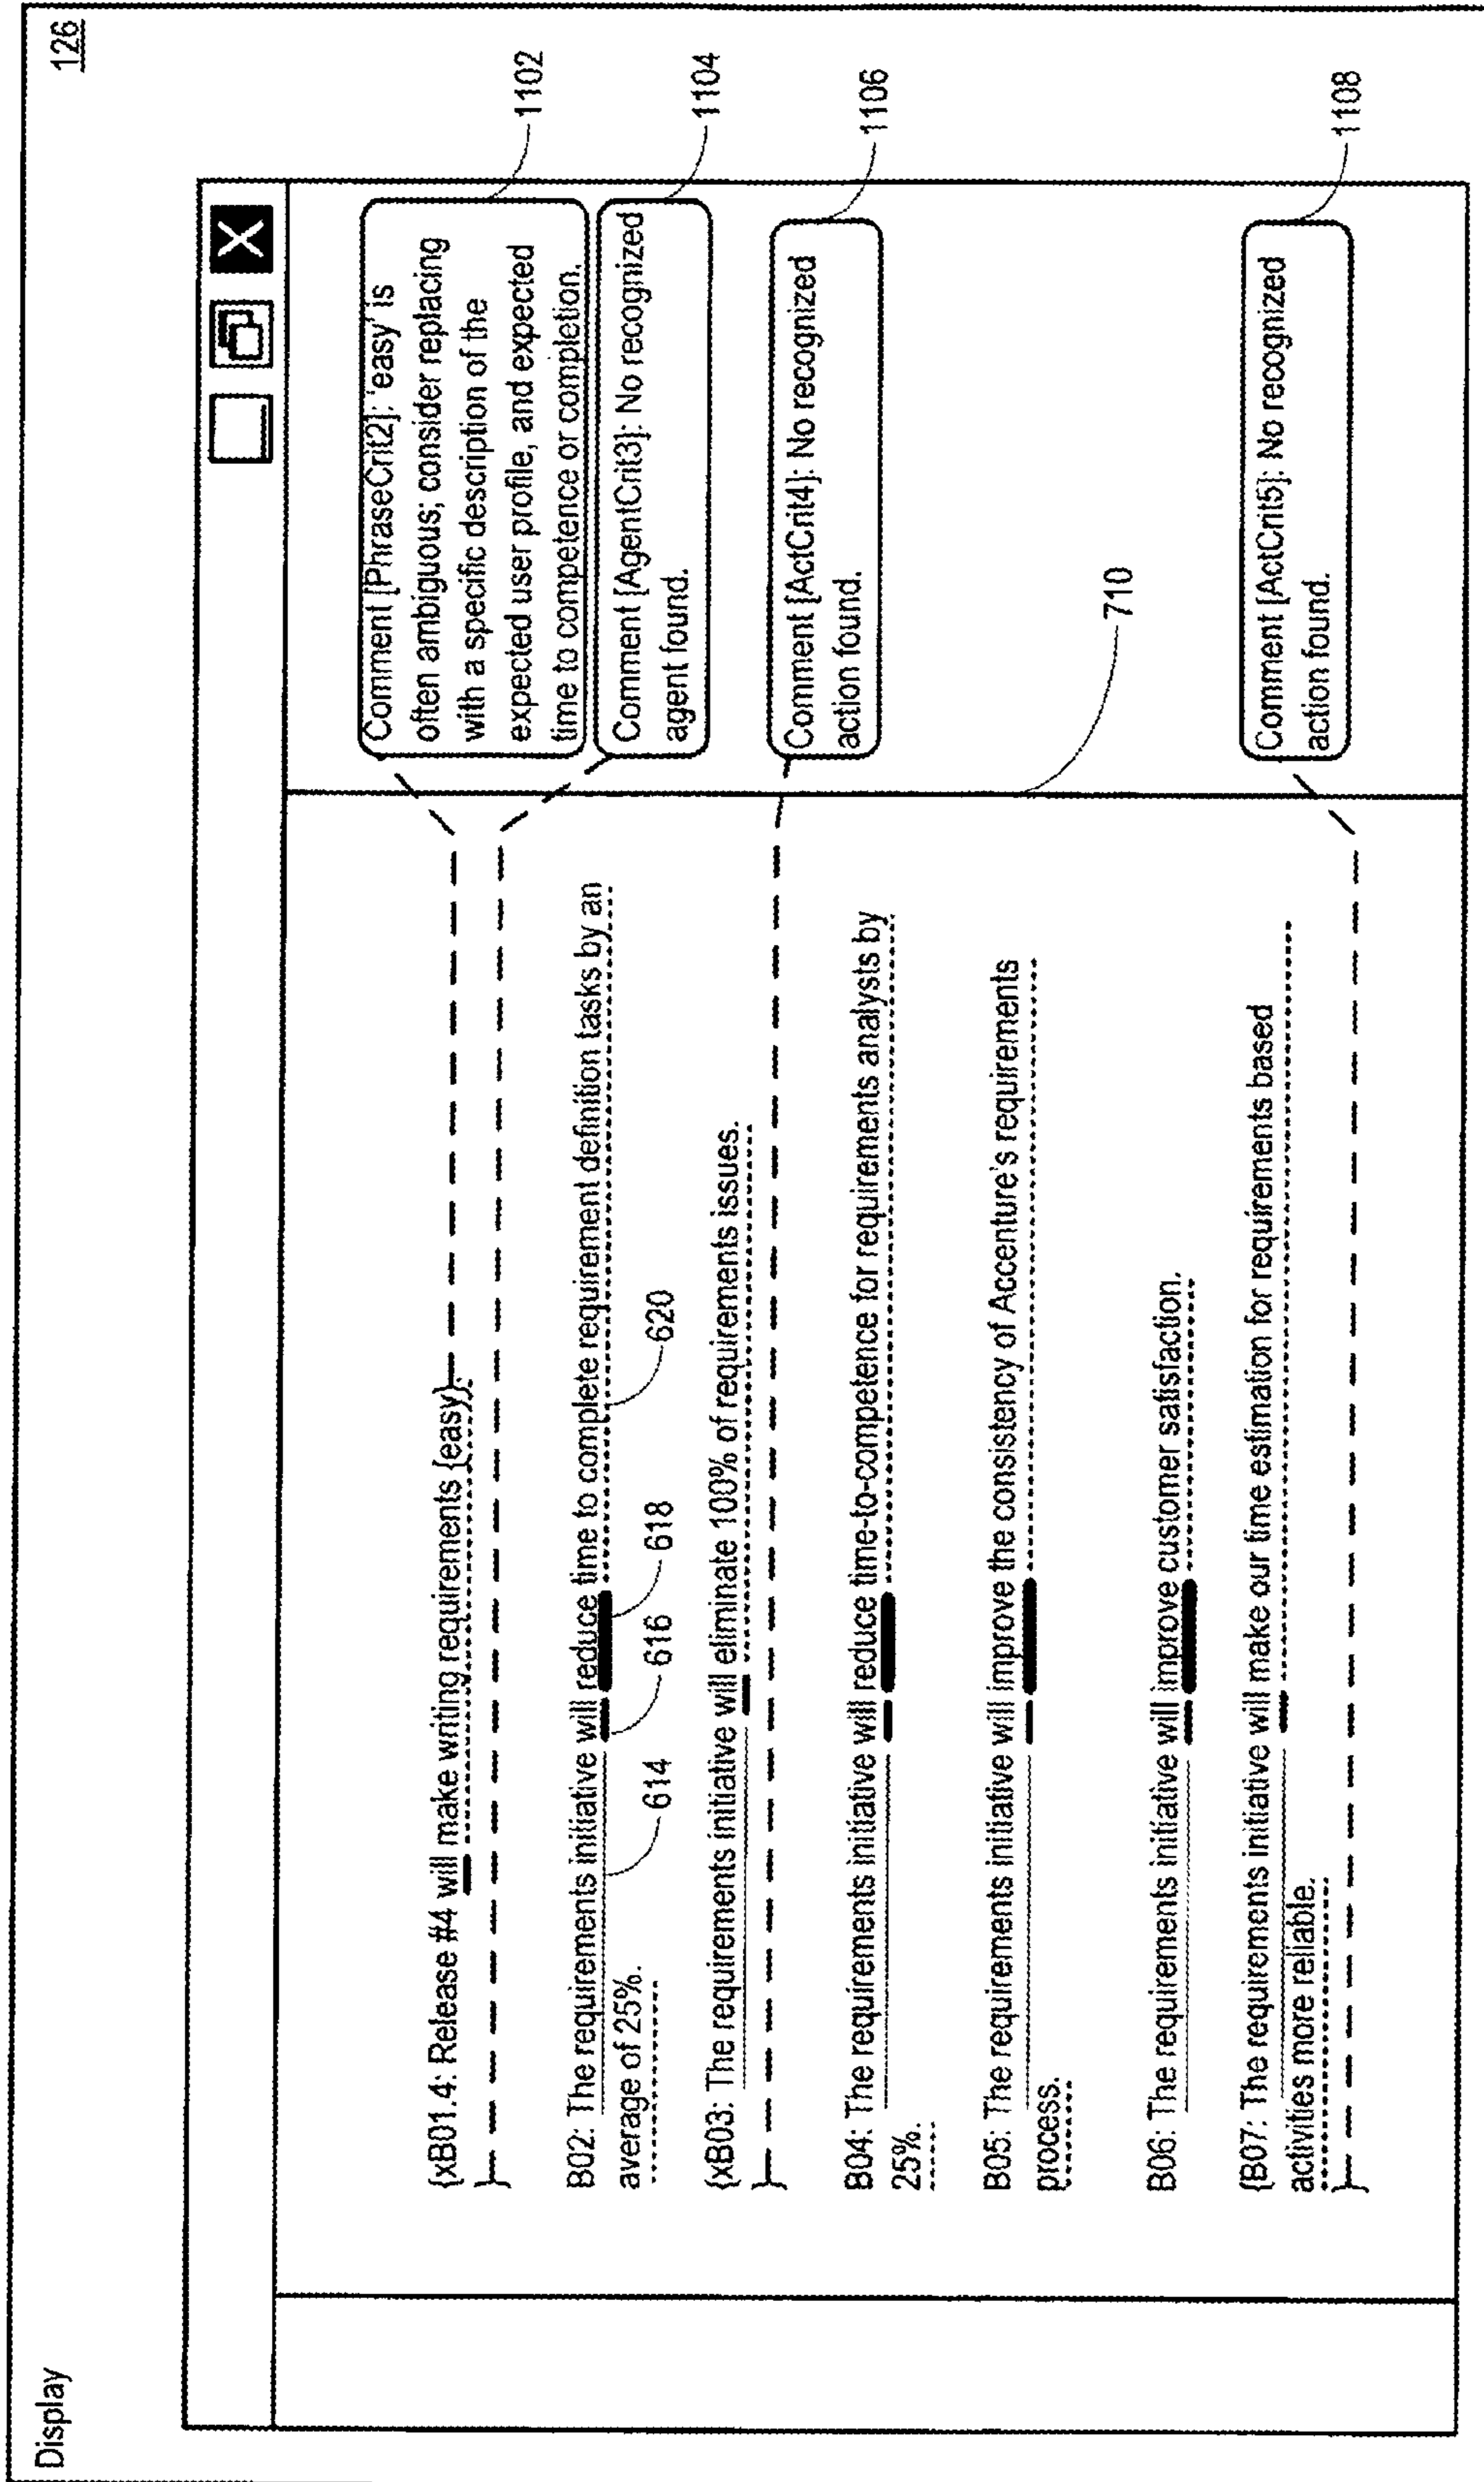 Display
126
Comment [PhraseCrit2]: 'easy' is
often ambiguous; consider replacing
with a specific description of the
expected user profile, and expected
time to competence or completion.
1102
Comment [AgentCrit3]: No recognized
agent found.
1104
Comment [ActCrit4]: No recognized
action found.
1106
Comment [ActCrit5]: No recognized
action found.
1108
710
{xB01.4: Release #4 will make writing requirements {easy}.
}
B02: The requirements initiative will reduce time to complete requirement definition tasks by an
average of 25%.
614
616
618
620
{xB03: The requirements initiative will eliminate 100% of requirements issues.
}
B04: The requirements initiative will reduce time-to-competence for requirements analysts by
25%.
B05: The requirements initiative will improve the consistency of Accenture's requirements
process.
B06: The requirements initiative will improve customer satisfaction.
{B07: The requirements initiative will make our time estimation for requirements based
activities more reliable.
}